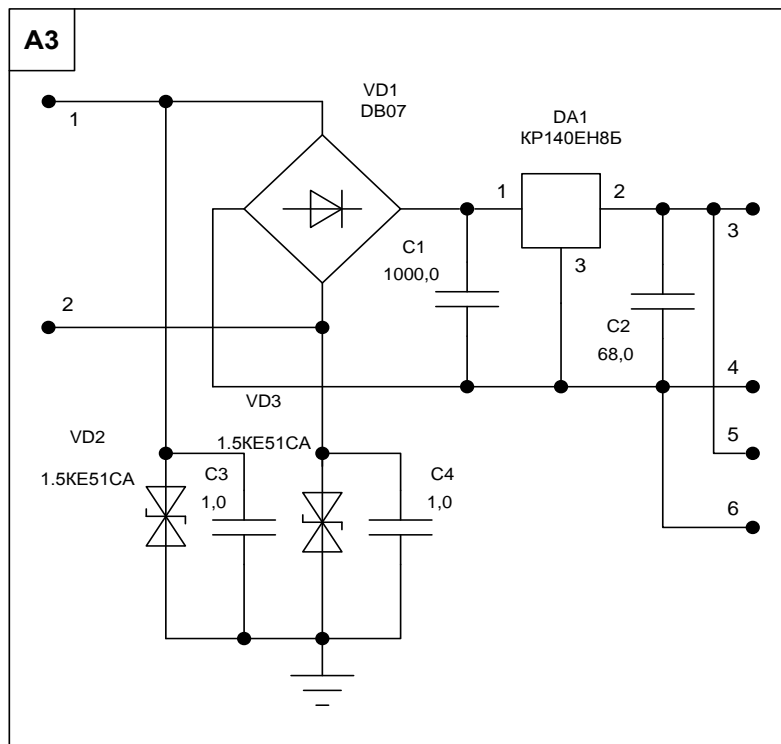 A3
VD1
DB07
DA1
КР140ЕН8Б
1
1
2
3
C1
1000,0
3
2
C2
68,0
4
VD3
VD2
1.5KE51CA
5
1.5KE51CA
C3
1,0
C4
1,0
6